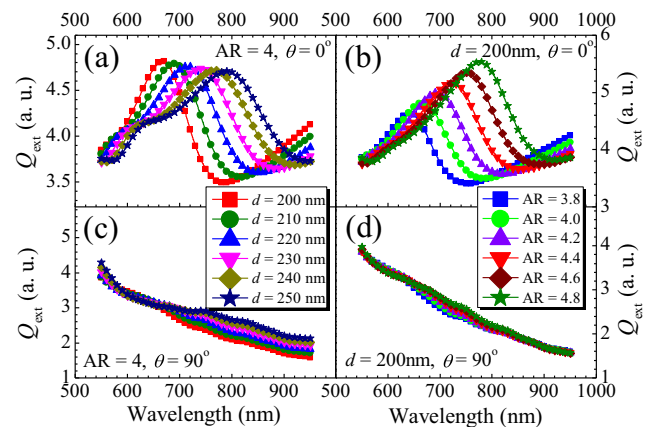 500 600 700 800 900 500 600 700 800 900 1000
5.0
4.5
4.0
3.5
Q_ext (a. u.)
(a)
AR = 4, θ=0°
(b)
d = 200nm, θ=0°
6
5
4
3
Q_ext (a. u.)
d = 200 nm
d = 210 nm
d = 220 nm
d = 230 nm
d = 240 nm
d = 250 nm
AR = 3.8
AR = 4.0
AR = 4.2
AR = 4.4
AR = 4.6
AR = 4.8
5
4
3
2
1
Q_ext (a. u.)
(c)
AR = 4, θ=90°
(d)
d = 200nm, θ=90°
4
3
2
1
Q_ext (a. u.)
500 600 700 800 900 500 600 700 800 900 1000
Wavelength (nm) Wavelength (nm)